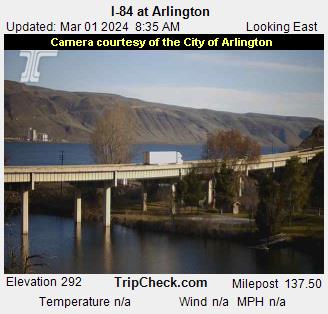 I-84 at Arlington
Updated: Mar 01 2024 8:35 AM Looking East
Camera courtesy of the City of Arlington
Elevation 292 TripCheck.com Milepost 137.50
Temperature n/a Wind n/a MPH n/a